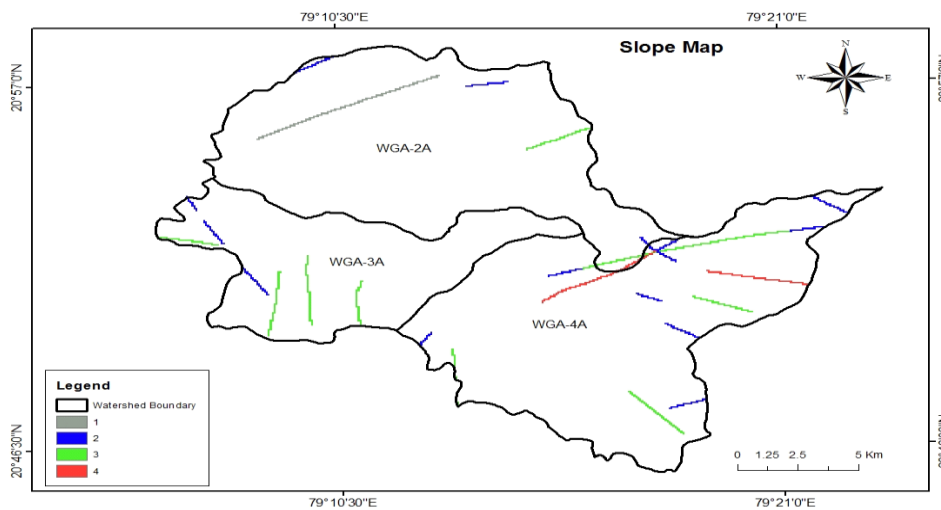 79°10'30"E 79°21'0"E
Slope Map
N
W E
S
20°57'0"N
WGA-2A
WGA-3A
WGA-4A
Legend
Watershed Boundary
1
2
3
4
20°46'30"N
0 1.25 2.5 5 Km
79°10'30"E 79°21'0"E